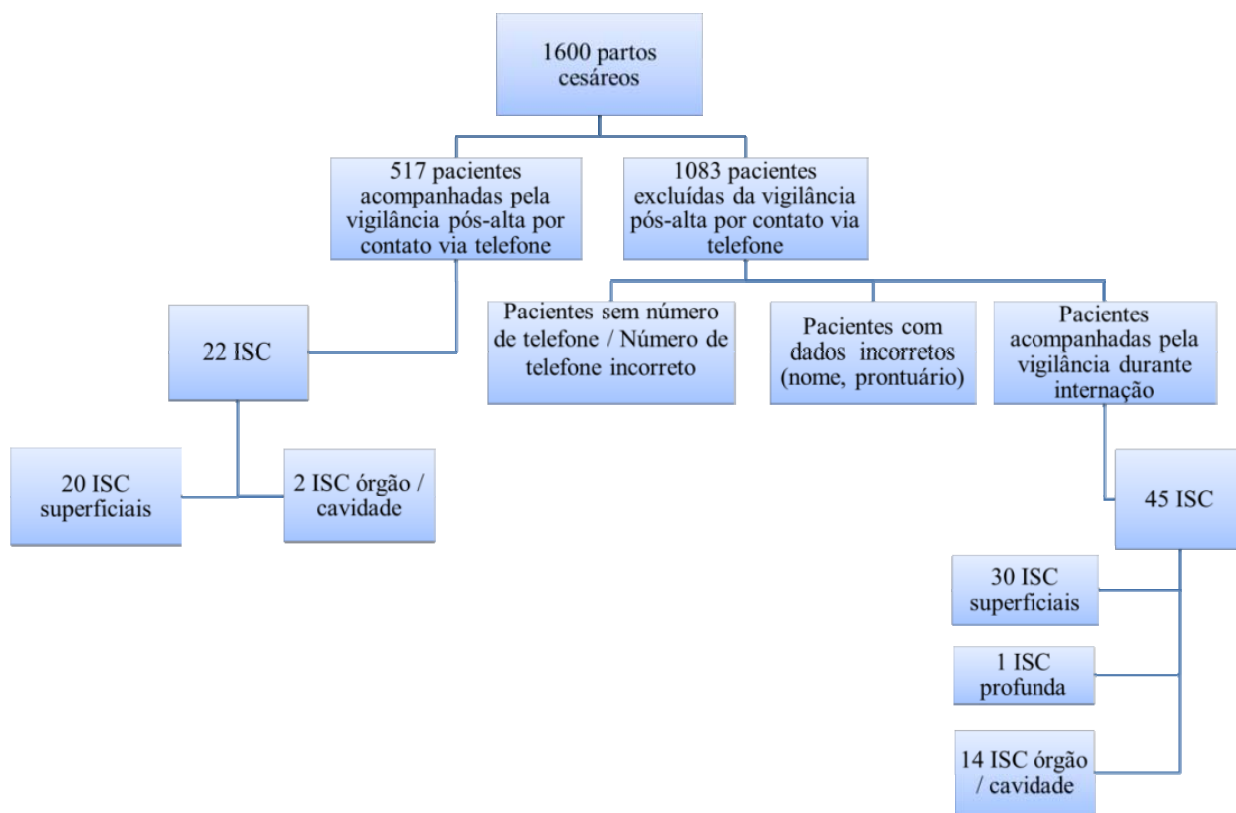 1600 partos
cesáreos
517 pacientes
acompanhadas pela
vigilância pós-alta por
contato via telefone
1083 pacientes
excluídas da vigilância
pós-alta por contato via
telefone
22 ISC
Pacientes sem número
de telefone / Número de
telefone incorreto
Pacientes com
dados incorretos
(nome, prontuário)
Pacientes
acompanhadas pela
vigilância durante
internação
20 ISC
superficiais
2 ISC órgão /
cavidade
45 ISC
30 ISC
superficiais
1 ISC
profunda
14 ISC órgão
/ cavidade